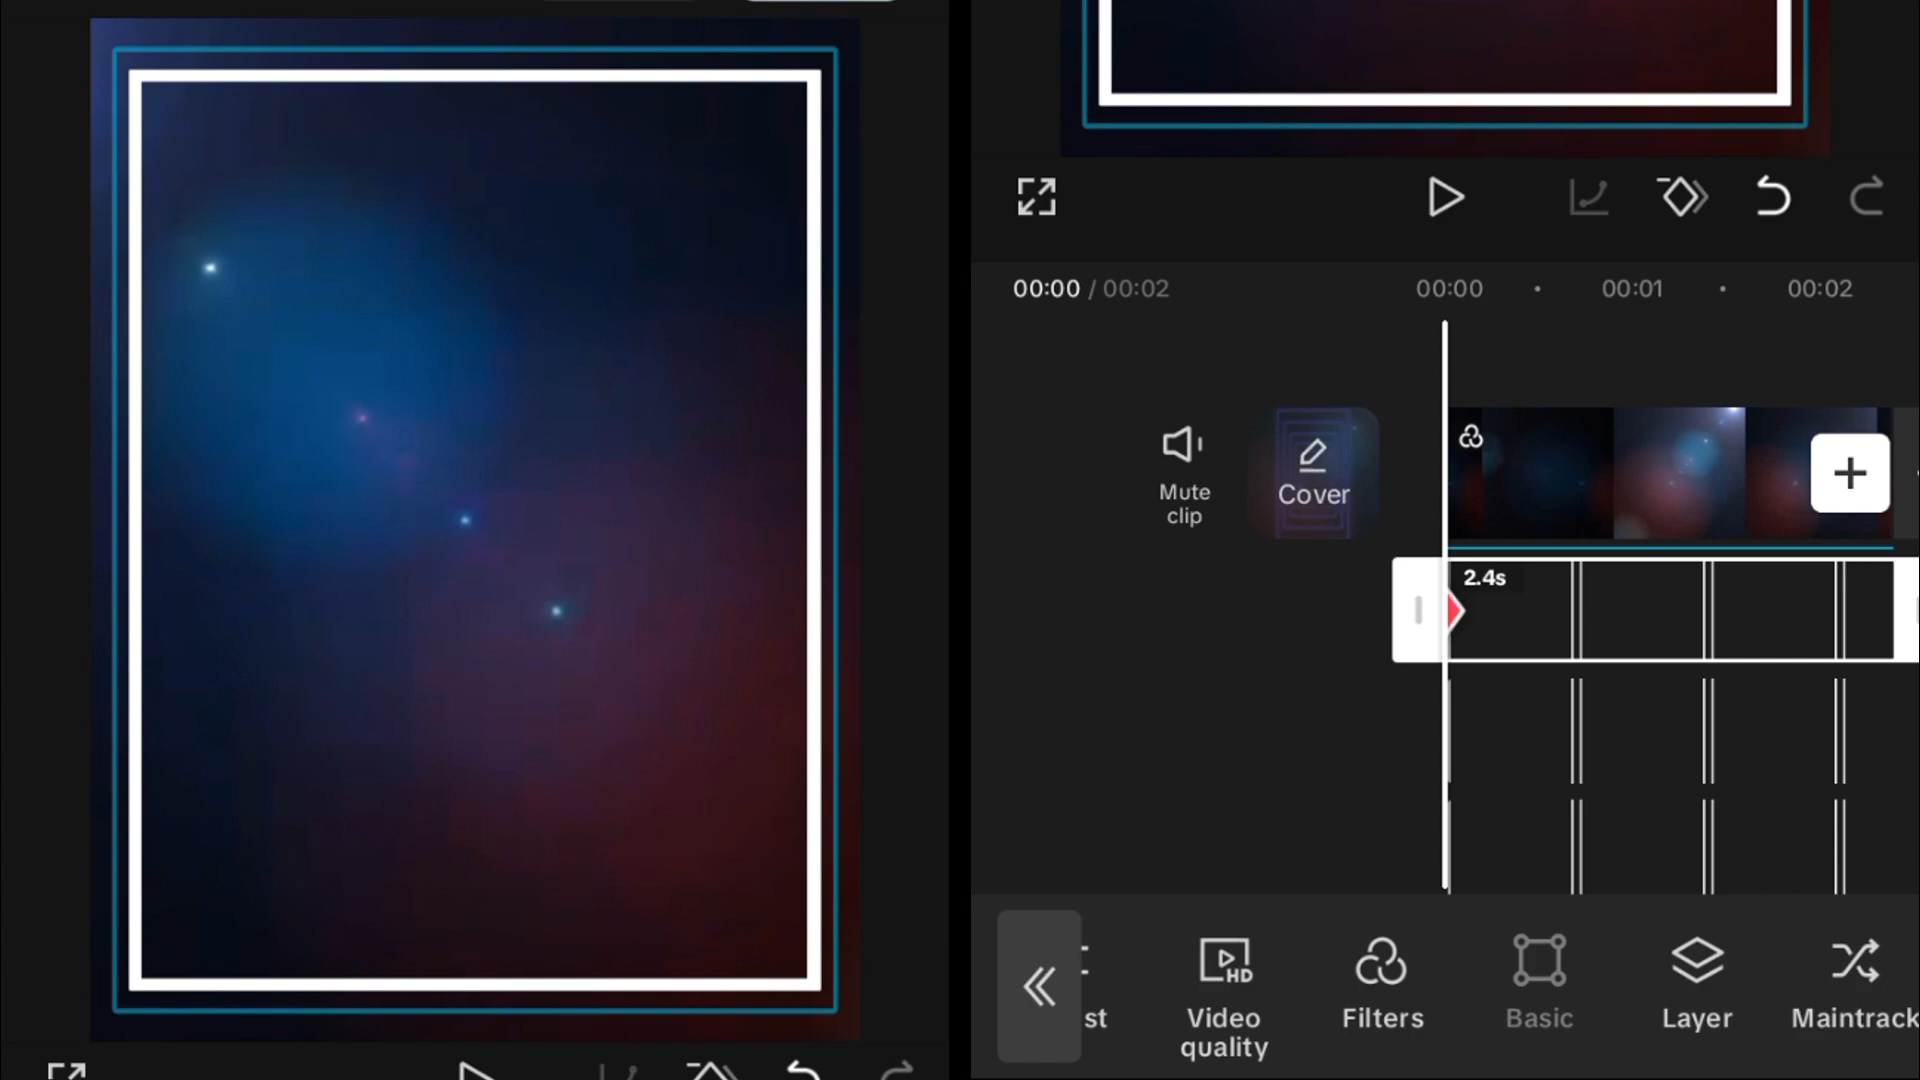 00:00 / 00:02
00:00
00:01
00:02
Mute
clip
Cover
2.4s
st
Video
quality
HD
Filters
Basic
Layer
Maintrack